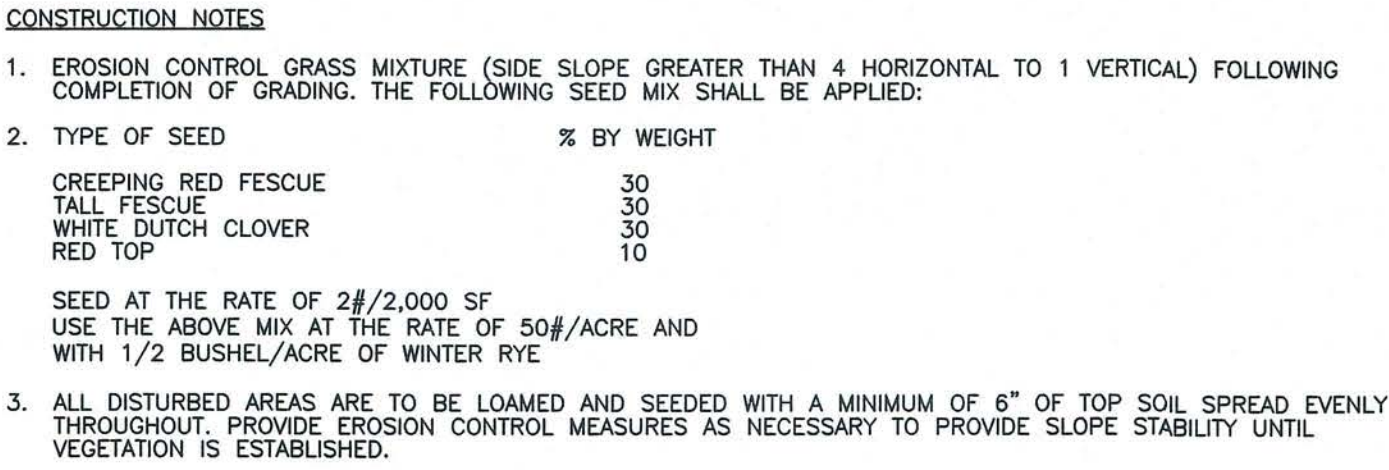 CONSTRUCTION NOTES
1. EROSION CONTROL GRASS MIXTURE (SIDE SLOPE GREATER THAN 4 HORIZONTAL TO 1 VERTICAL) FOLLOWING
COMPLETION OF GRADING. THE FOLLOWING SEED MIX SHALL BE APPLIED:
2. TYPE OF SEED % BY WEIGHT
CREEPING RED FESCUE 30
TALL FESCUE 30
WHITE DUTCH CLOVER 30
RED TOP 10
SEED AT THE RATE OF 2#/2,000 SF
USE THE ABOVE MIX AT THE RATE OF 50#/ACRE AND
WITH 1/2 BUSHEL/ACRE OF WINTER RYE
3. ALL DISTURBED AREAS ARE TO BE LOAMED AND SEEDED WITH A MINIMUM OF 6" OF TOP SOIL SPREAD EVENLY
THROUGHOUT. PROVIDE EROSION CONTROL MEASURES AS NECESSARY TO PROVIDE SLOPE STABILITY UNTIL
VEGETATION IS ESTABLISHED.